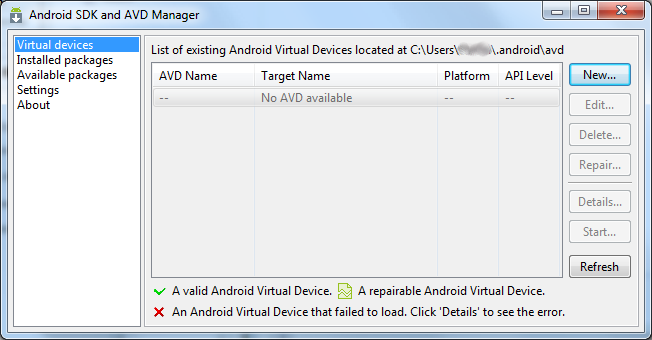 Android SDK and AVD Manager
Virtual devices
Installed packages
Available packages
Settings
About
List of existing Android Virtual Devices located at C:\Users\ \.android\avd
AVD Name Target Name Platform API Level
-- No AVD available -- --
New...
Edit...
Delete...
Repair...
Details...
Start...
Refresh
A valid Android Virtual Device. A repairable Android Virtual Device.
An Android Virtual Device that failed to load. Click 'Details' to see the error.